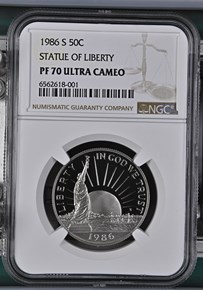 1986 S 50C
STATUE OF LIBERTY
PF 70 ULTRA CAMEO
6562618-001
NUMISMATIC GUARANTY COMPANY
NGC
LIBERTY
IN GOD WE TRUST
1986